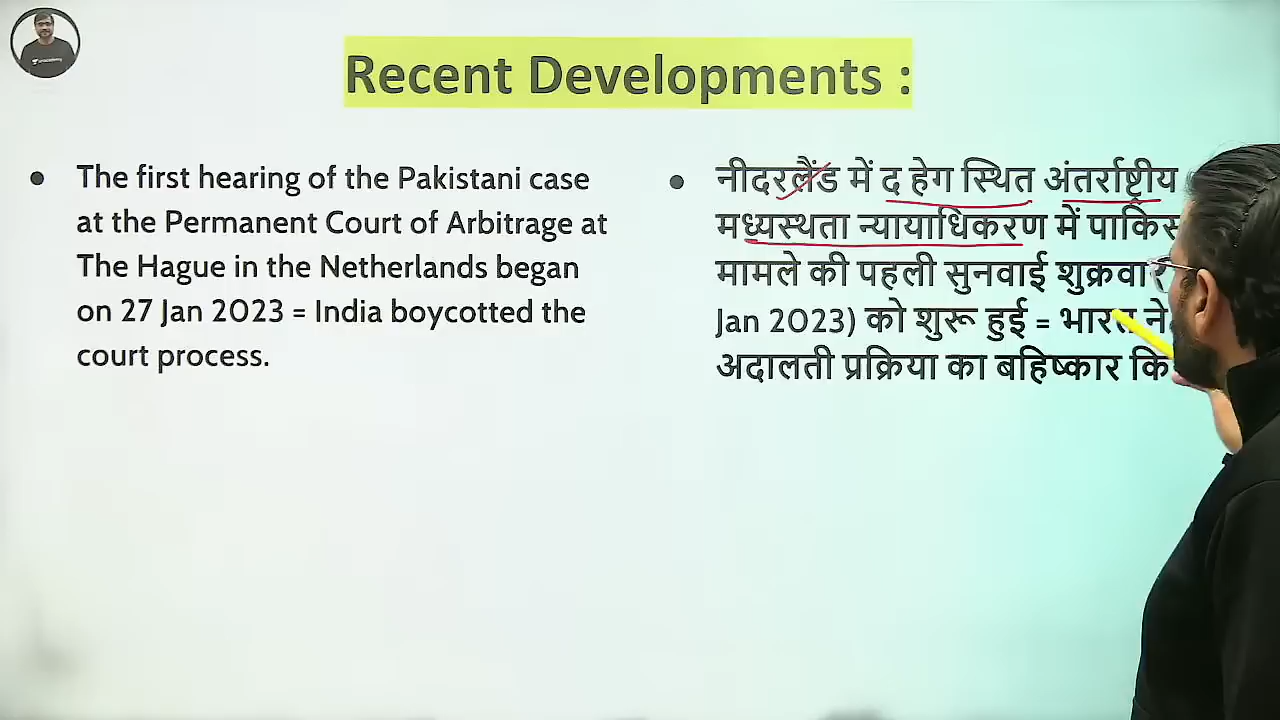 Recent Developments :
The first hearing of the Pakistani case
at the Permanent Court of Arbitrage at
The Hague in the Netherlands began
on 27 Jan 2023 = India boycotted the
court process.
नीदरलैंड में द हेग स्थित अंतर्राष्ट्रीय
मध्यस्थता न्यायाधिकरण में
मामले की पहली सुनवाई शुक्रवार
Jan 2023) को शुरू हुई = भारत ने
अदालती प्रक्रिया का बहिष्कार